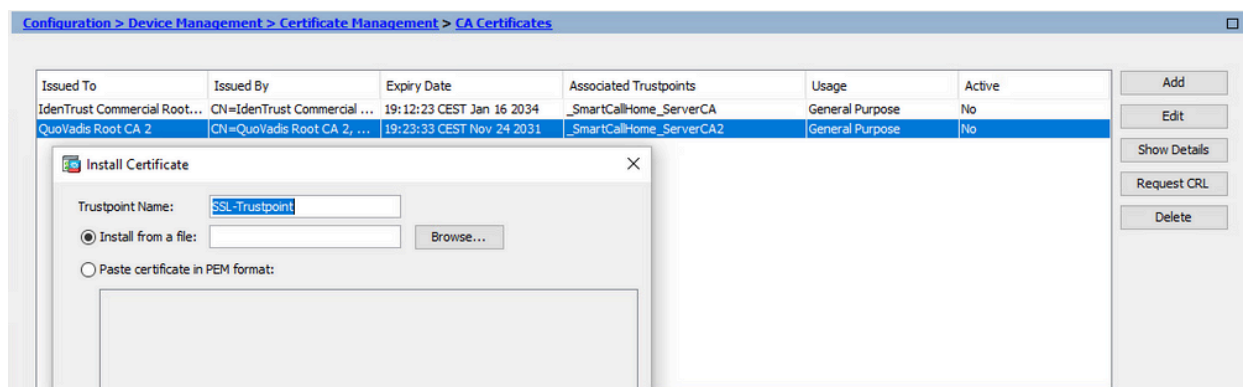 Configuration > Device Management > Certificate Management > CA Certificates
Issued To Issued By Expiry Date Associated Trustpoints Usage Active
IdenTrust Commercial Root... CN=IdenTrust Commercial ... 19:12:23 CEST Jan 16 2034 _SmartCallHome_ServerCA General Purpose No
QuoVadis Root CA 2 CN=QuoVadis Root CA 2, ... 19:23:33 CEST Nov 24 2031 _SmartCallHome_ServerCA2 General Purpose No
Add
Edit
Show Details
Request CRL
Delete
Install Certificate
Trustpoint Name: SSL-Trustpoint
Install from a file: Browse...
Paste certificate in PEM format: